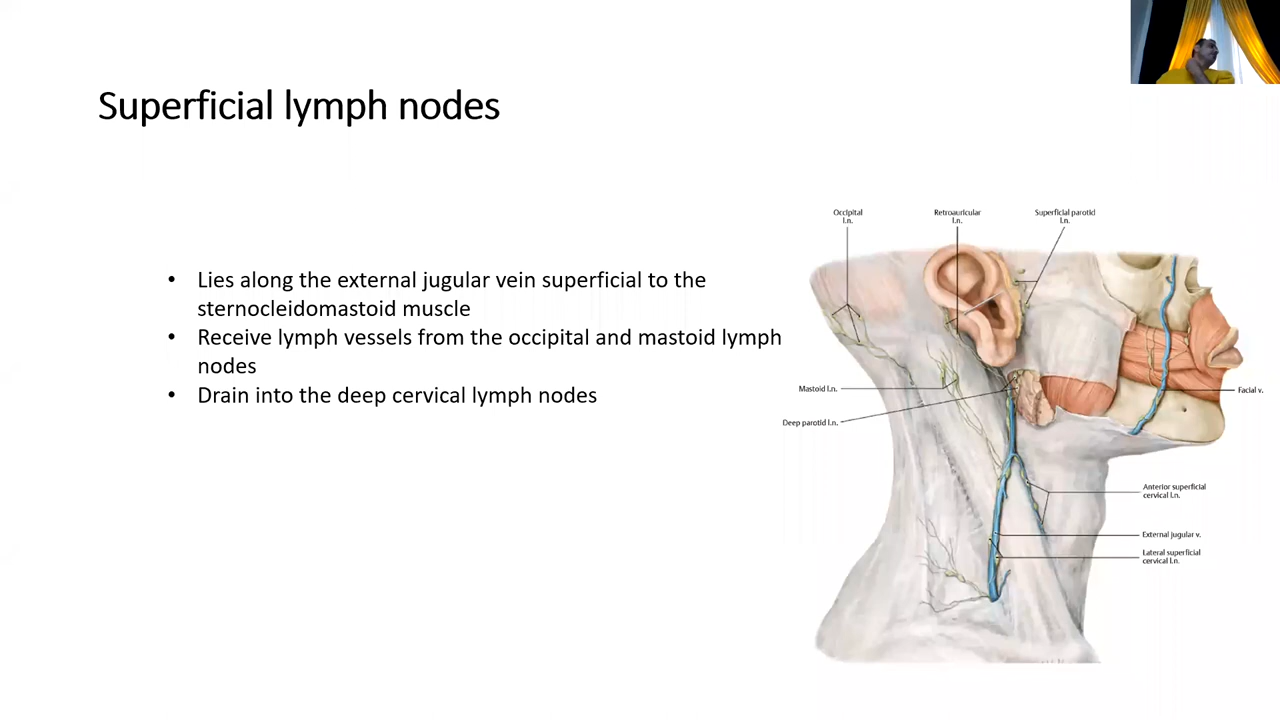 Superficial lymph nodes
• Lies along the external jugular vein superficial to the
sternocleidomastoid muscle
• Receive lymph vessels from the occipital and mastoid lymph
nodes
• Drain into the deep cervical lymph nodes
Occipital
l.n.
Retroauricular
l.n.
Superficial parotid
l.n.
Mastoid l.n.
Deep parotid l.n.
Facial v.
Anterior superficial
cervical l.n.
External jugular v.
Lateral superficial
cervical l.n.